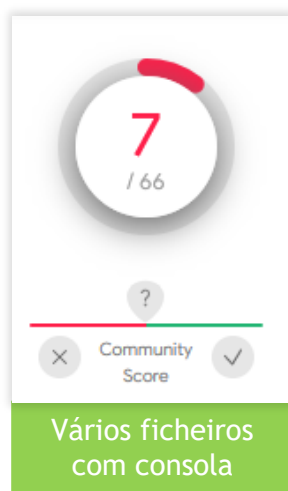 7
/ 66
?
Community
Score
Vários ficheiros
com consola